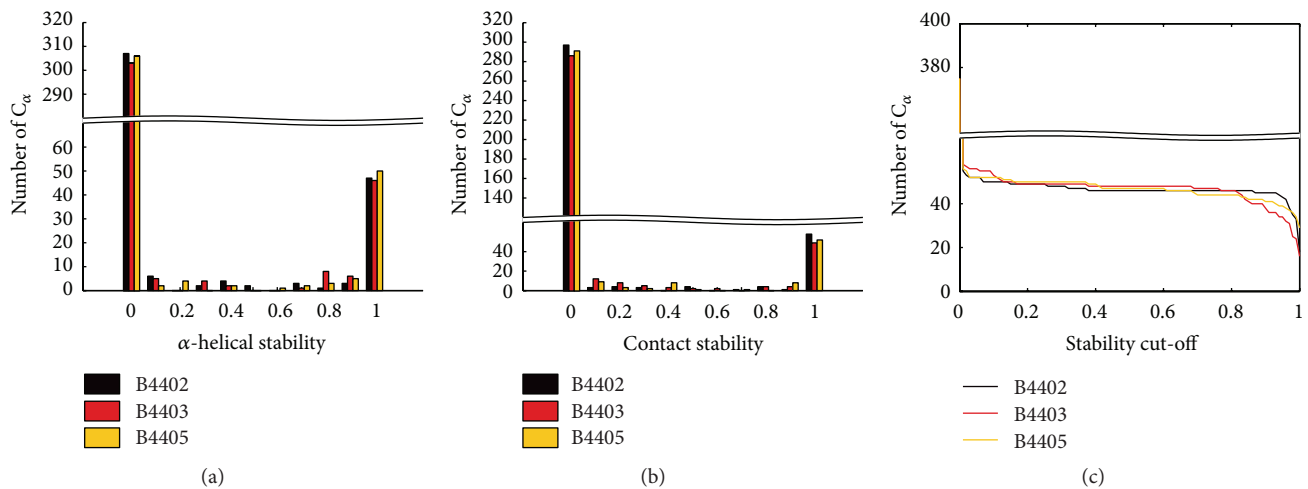 320
310
300
290
60
50
40
30
20
10
0
Number of Cα
0 0.2 0.4 0.6 0.8 1
α-helical stability
B4402
B4403
B4405
(a)
300
280
260
240
220
200
180
160
140
40
20
0
Number of Cα
0 0.2 0.4 0.6 0.8 1
Contact stability
B4402
B4403
B4405
(b)
400
380
40
20
0
Number of Cα
0 0.2 0.4 0.6 0.8 1
Stability cut-off
B4402
B4403
B4405
(c)